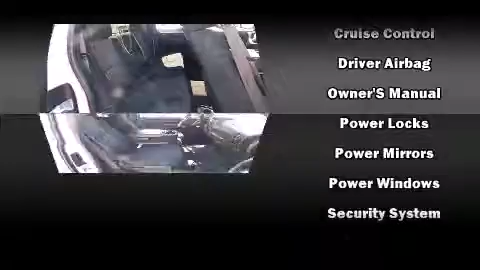 Cruise Control
Driver Airbag
Owner'S Manual
Power Locks
Power Mirrors
Power Windows
Security System